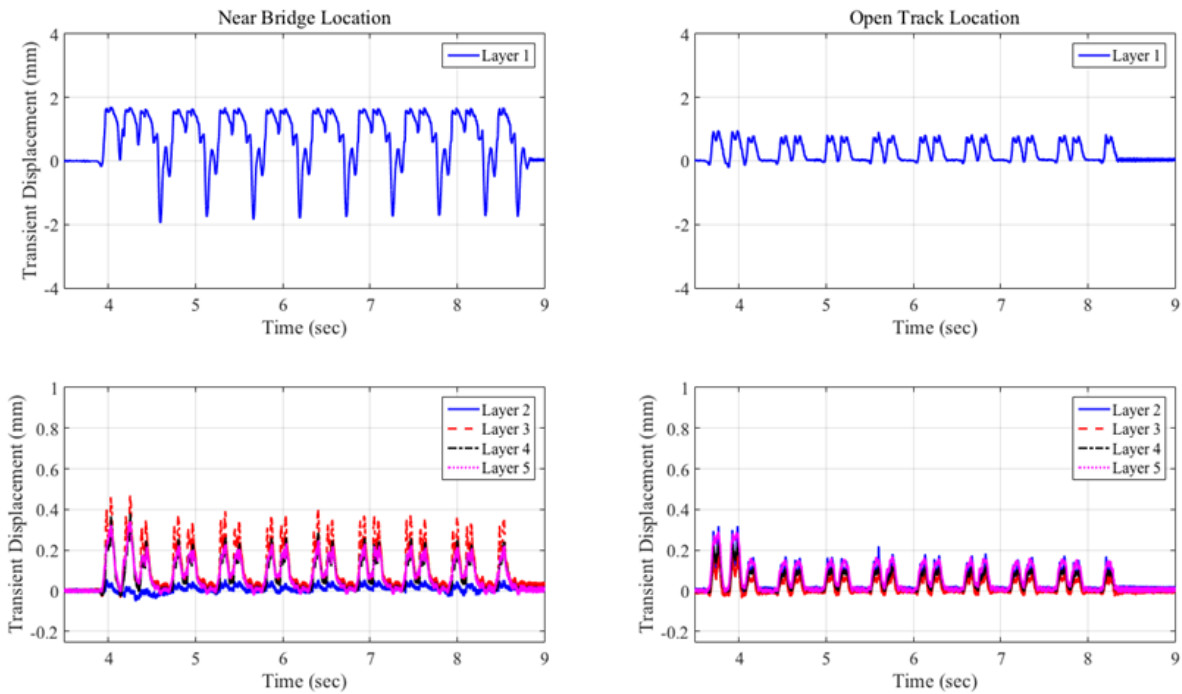 Near Bridge Location
Transient Displacement (mm)
4
2
0
-2
-4
Layer 1
4 5 6 7 8 9
Time (sec)
Open Track Location
Transient Displacement (mm)
4
2
0
-2
-4
Layer 1
4 5 6 7 8 9
Time (sec)
Transient Displacement (mm)
1
0.8
0.6
0.4
0.2
0
-0.2
Layer 2
Layer 3
Layer 4
Layer 5
4 5 6 7 8 9
Time (sec)
Transient Displacement (mm)
1
0.8
0.6
0.4
0.2
0
-0.2
Layer 2
Layer 3
Layer 4
Layer 5
4 5 6 7 8 9
Time (sec)